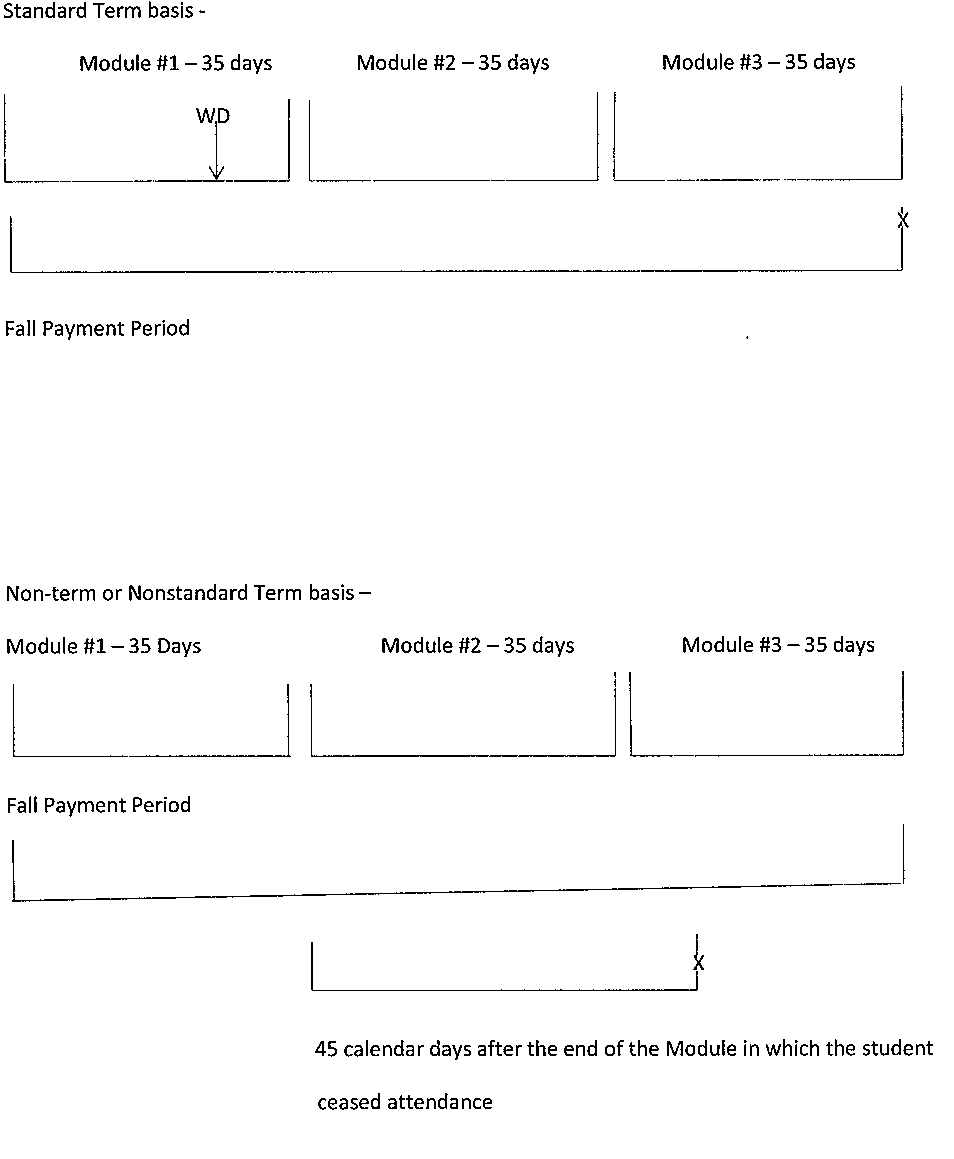 Standard Term basis -
Module #1 – 35 days Module #2 – 35 days Module #3 – 35 days
WD
X
Fall Payment Period
Non-term or Nonstandard Term basis –
Module #1 – 35 Days Module #2 – 35 days Module #3 – 35 days
Fall Payment Period
X
45 calendar days after the end of the Module in which the student
ceased attendance